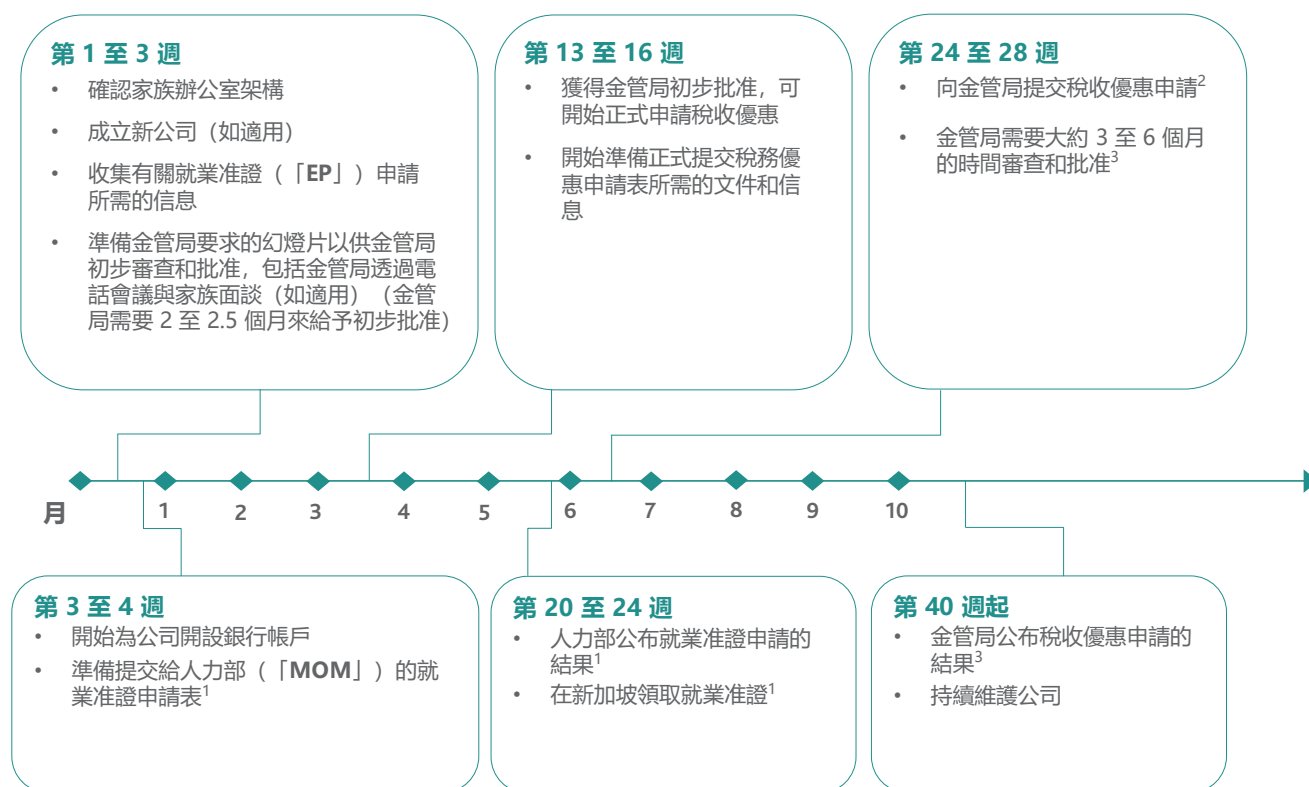 第 1 至 3 週
• 確認家族辦公室架構
• 成立新公司（如適用）
• 收集有關就業准證（「EP」）申請
所需的信息
• 準備金管局要求的幻燈片以供金管局
初步審查和批准，包括金管局透過電
話會議與家族面談（如適用）（金管
局需要 2 至 2.5 個月來給予初步批准）
第 13 至 16 週
• 獲得金管局初步批准，可
開始正式申請稅收優惠
• 開始準備正式提交稅務優
惠申請表所需的文件和信
息
第 24 至 28 週
• 向金管局提交稅收優惠申請2
• 金管局需要大約 3 至 6 個月
的時間審查和批准3
月
1
2
3
4
5
6
7
8
9
10
第 3 至 4 週
• 開始為公司開設銀行帳戶
• 準備提交給人力部（「MOM」）的就
業准證申請表1
第 20 至 24 週
• 人力部公布就業准證申請的
結果1
• 在新加坡領取就業准證1
第 40 週起
• 金管局公布稅收優惠申請的
結果3
• 持續維護公司